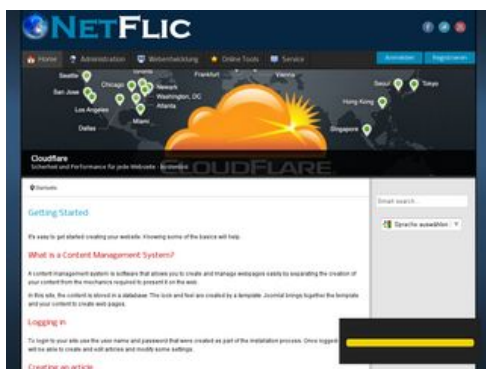 NETFLIC
Home Administration Webentwicklung Online Tools Service Anmelden Registrieren
Seattle Toronto Frankfurt Vienna Seoul Tokyo
San Jose Chicago Newark
Washington, DC Hong Kong
Los Angeles Atlanta
Miami
Dallas Singapore
CLOUDFLARE
Cloudflare
Sicherheit und Performance für jede Webseite - kostenlos
Startseite
Email search...
Sprache auswählen
Getting Started
It's easy to get started creating your website. Knowing some of the basics will help.
What is a Content Management System?
A content management system is software that allows you to create and manage webpages easily by separating the creation of
your content from the mechanics required to present it on the web.
In this site, the content is stored in a database. The look and feel are created by a template. Joomla! brings together the template
and your content to create web pages.
Logging in
To login to your site use the user name and password that were created as part of the installation process. Once logged
will be able to create and edit articles and modify some settings.
Creating an article